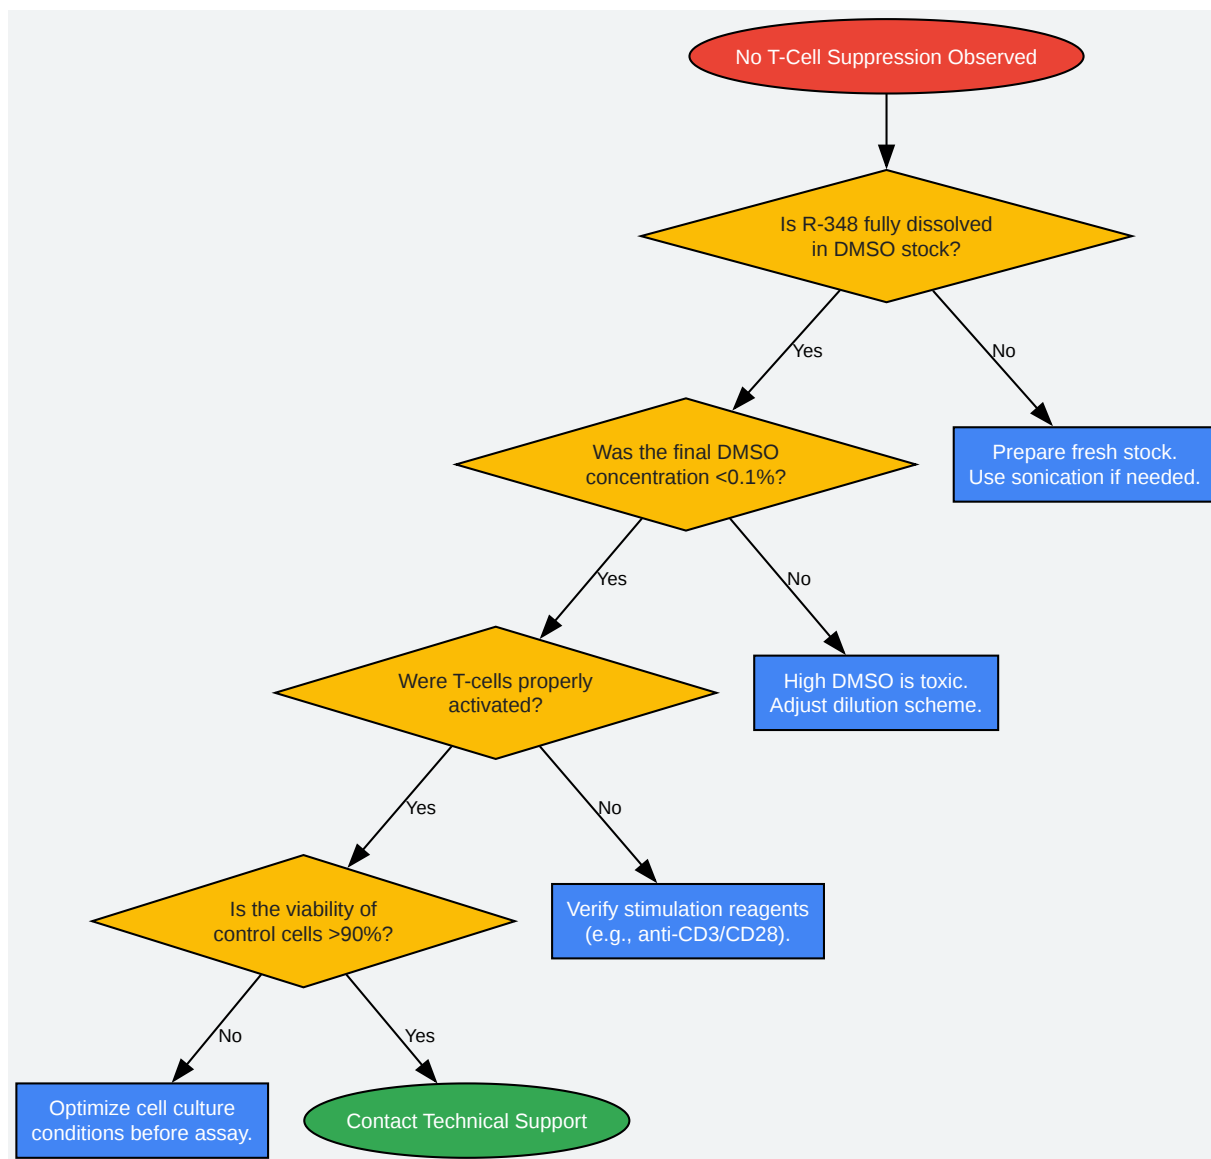 No T-Cell Suppression Observed
Is R-348 fully dissolved
in DMSO stock?
Yes
No
Was the final DMSO
concentration <0.1%?
Prepare fresh stock.
Use sonication if needed.
Yes
No
Were T-cells properly
activated?
High DMSO is toxic.
Adjust dilution scheme.
Yes
No
Is the viability of
control cells >90%?
Verify stimulation reagents
(e.g., anti-CD3/CD28).
No
Yes
Optimize cell culture
conditions before assay.
Contact Technical Support